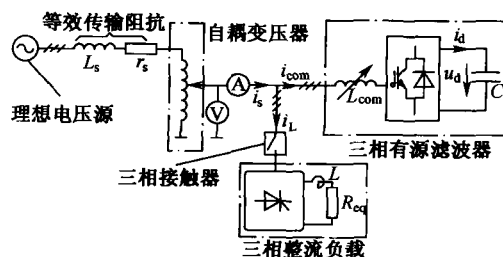 等效传输阻抗
自耦变压器
L_s
r_s
理想电压源
A
V
i_s
i_com
i_L
L_com
i_d
u_d
C
三相有源滤波器
三相接触器
L
R_eq
三相整流负载